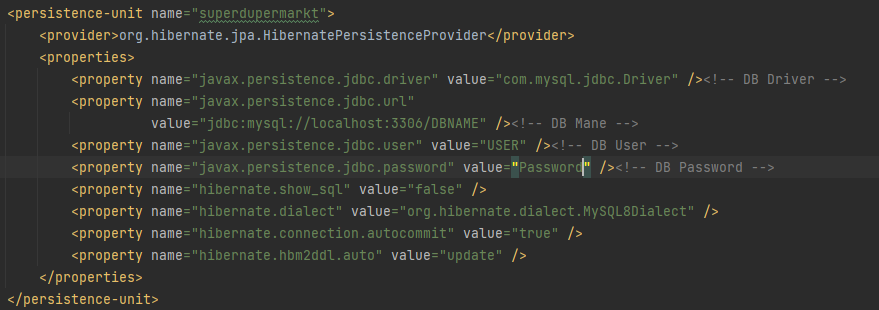 <persistence-unit name="superdupermarkt">
<provider>org.hibernate.jpa.HibernatePersistenceProvider</provider>
<properties>
<property name="javax.persistence.jdbc.driver" value="com.mysql.jdbc.Driver" /><!-- DB Driver -->
<property name="javax.persistence.jdbc.url"
value="jdbc:mysql://localhost:3306/DBNAME" /><!-- DB Mane -->
<property name="javax.persistence.jdbc.user" value="USER" /><!-- DB User -->
<property name="javax.persistence.jdbc.password" value="Password" /><!-- DB Password -->
<property name="hibernate.show_sql" value="false" />
<property name="hibernate.dialect" value="org.hibernate.dialect.MySQL8Dialect" />
<property name="hibernate.connection.autocommit" value="true" />
<property name="hibernate.hbm2ddl.auto" value="update" />
</properties>
</persistence-unit>